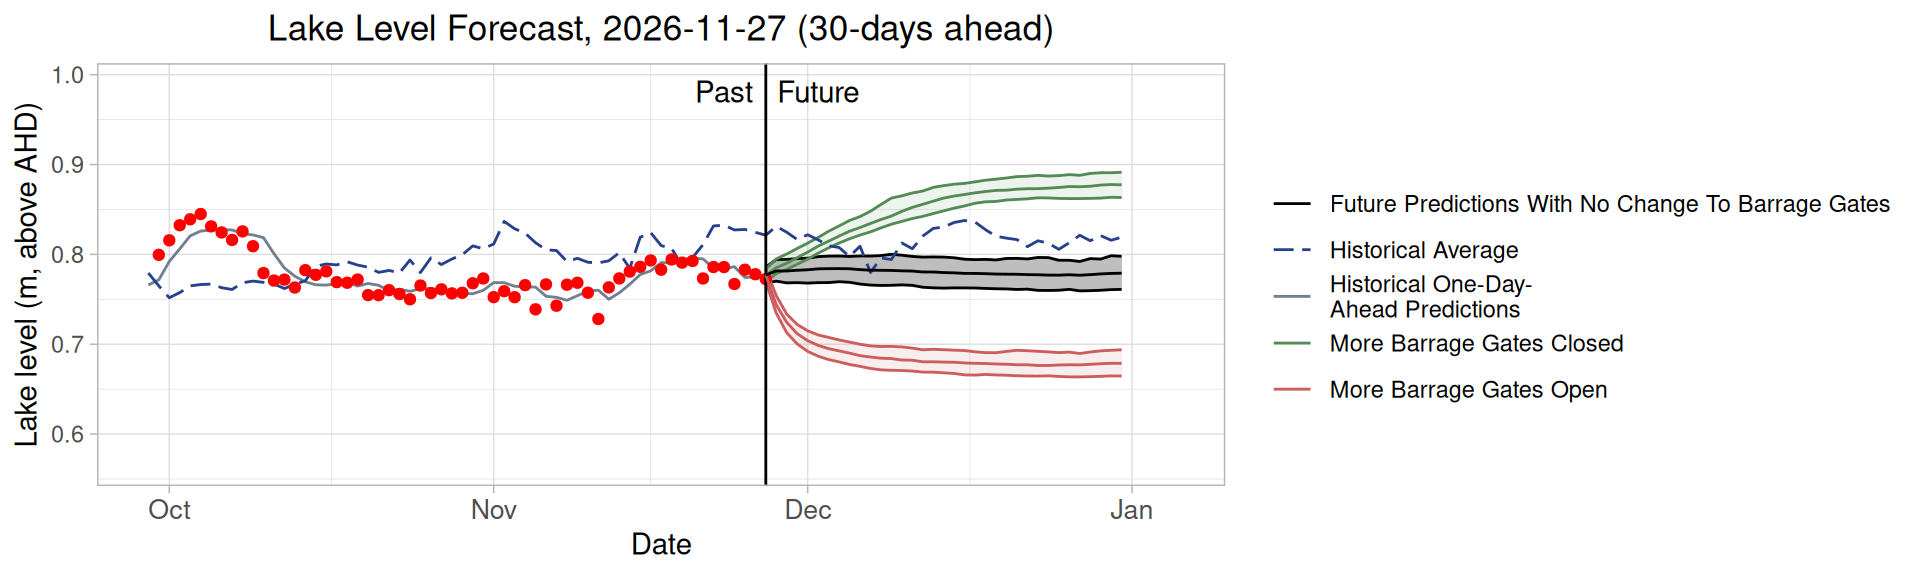 Lake Level Forecast, 2026-11-27 (30-days ahead)
Lake level (m, above AHD)
1.0
0.9
0.8
0.7
0.6
Past
Future
Oct
Nov
Dec
Jan
Date
Future Predictions With No Change To Barrage Gates
Historical Average
Historical One-Day-
Ahead Predictions
More Barrage Gates Closed
More Barrage Gates Open